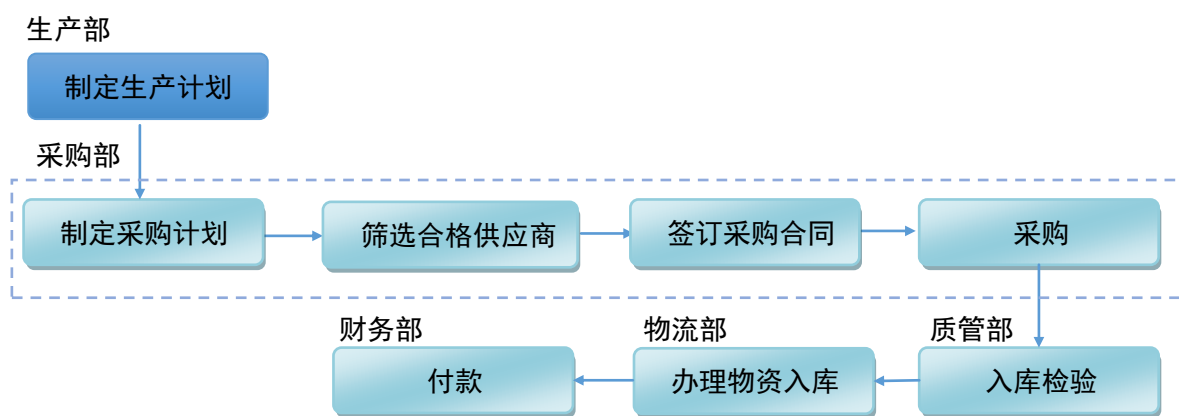 生产部
制定生产计划
采购部
制定采购计划
筛选合格供应商
签订采购合同
采购
财务部
物流部
质管部
付款
办理物资入库
入库检验